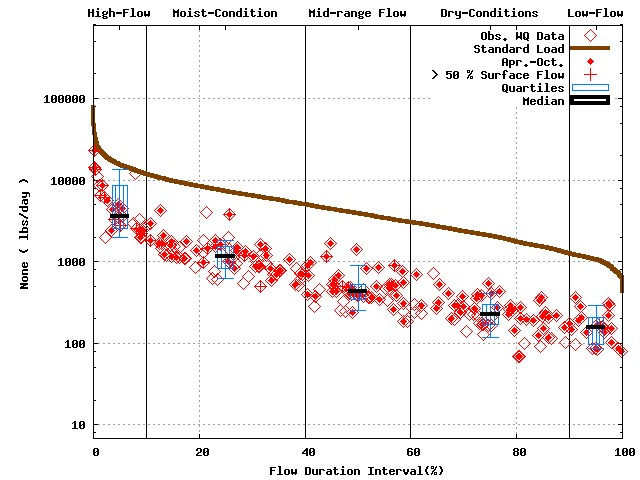 High-Flow Moist-Condition Mid-range Flow Dry-Conditions Low-Flow
Obs. WQ Data
Standard Load
Apr.-Oct.
> 50 % Surface Flow
Quartiles
Median
100000
10000
1000
100
10
None ( lbs/day )
0 20 40 60 80 100
Flow Duration Interval(%)